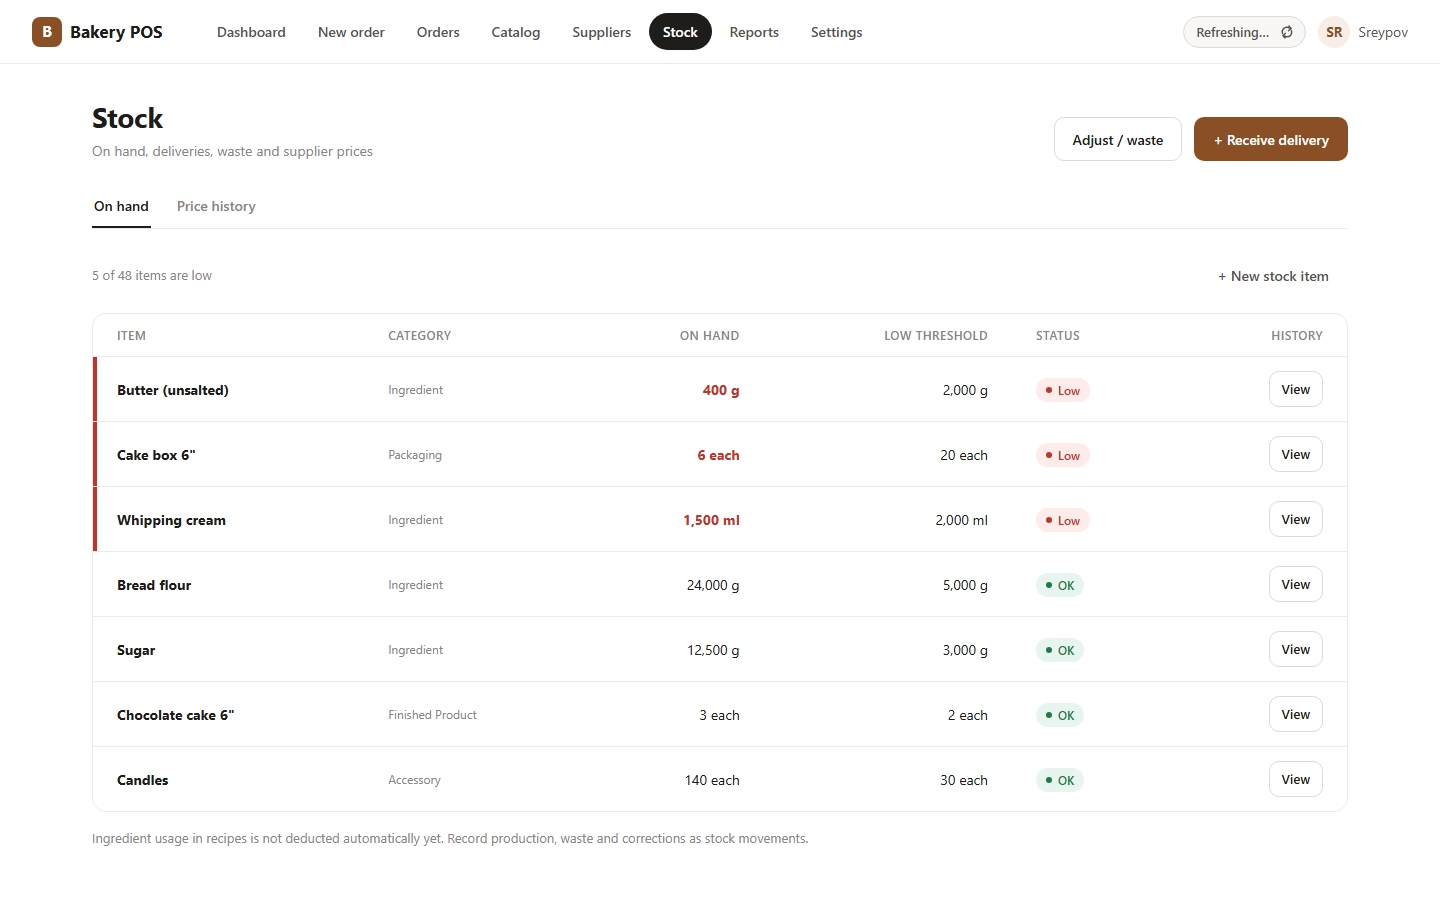 B Bakery POS Dashboard New order Orders Catalog Suppliers Stock Reports Settings Refreshing... SR Sreypov
Stock
On hand, deliveries, waste and supplier prices
Adjust / waste + Receive delivery
On hand Price history
5 of 48 items are low + New stock item
ITEM CATEGORY ON HAND LOW THRESHOLD STATUS HISTORY
Butter (unsalted) Ingredient 400 g 2,000 g Low View
Cake box 6" Packaging 6 each 20 each Low View
Whipping cream Ingredient 1,500 ml 2,000 ml Low View
Bread flour Ingredient 24,000 g 5,000 g OK View
Sugar Ingredient 12,500 g 3,000 g OK View
Chocolate cake 6" Finished Product 3 each 2 each OK View
Candles Accessory 140 each 30 each OK View
Ingredient usage in recipes is not deducted automatically yet. Record production, waste and corrections as stock movements.